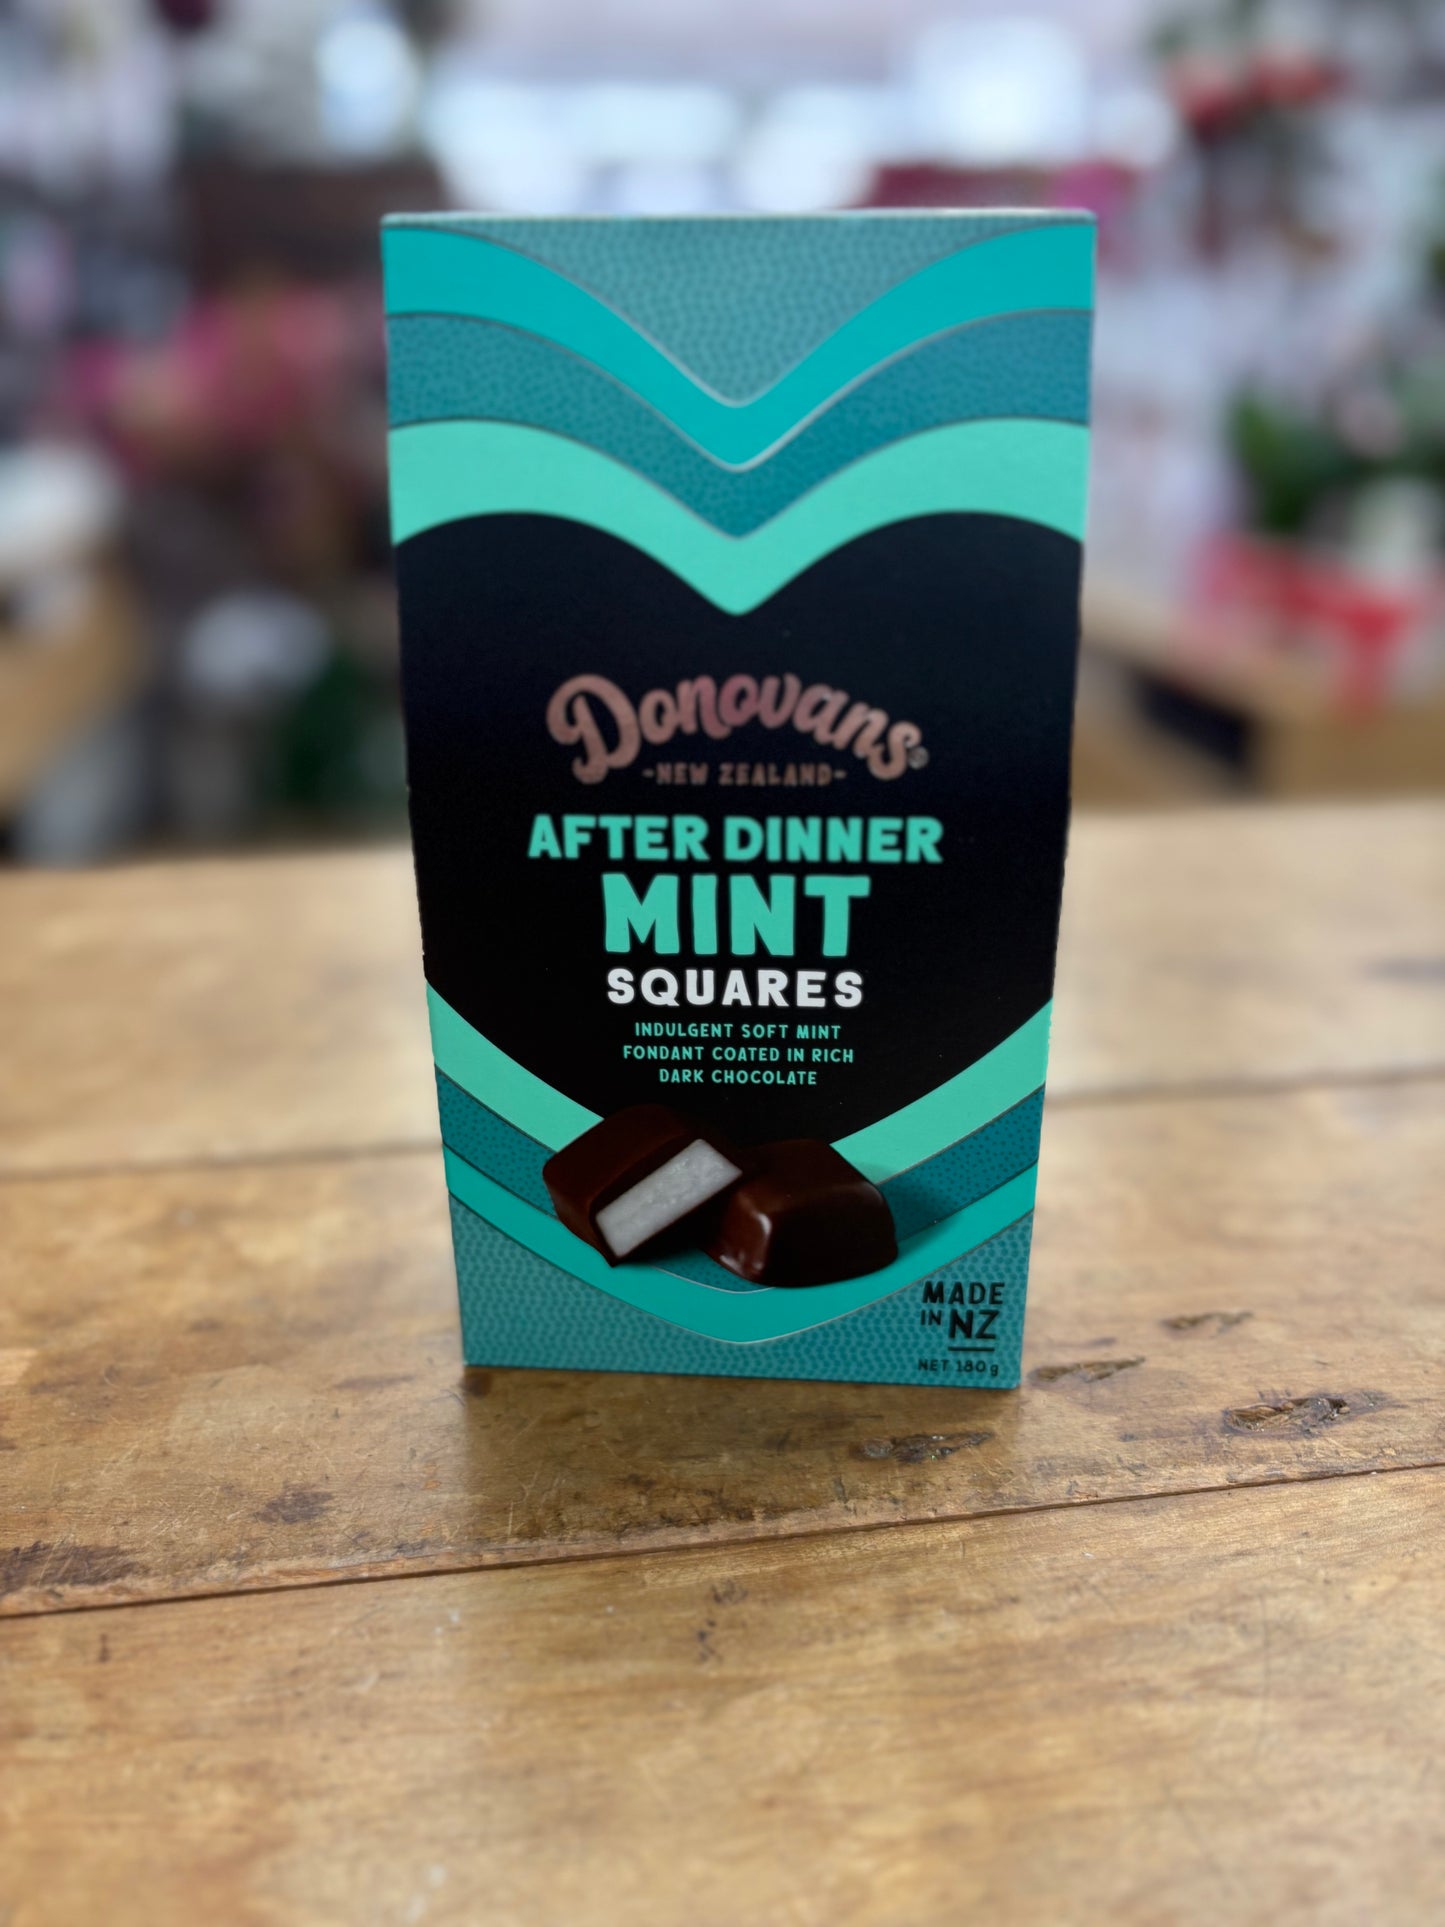 Donovans
-NEW ZEALAND-
AFTER DINNER
MINT
SQUARES
INDULGENT SOFT MINT
FONDANT COATED IN RICH
DARK CHOCOLATE
MADE
IN NZ
NET 180g